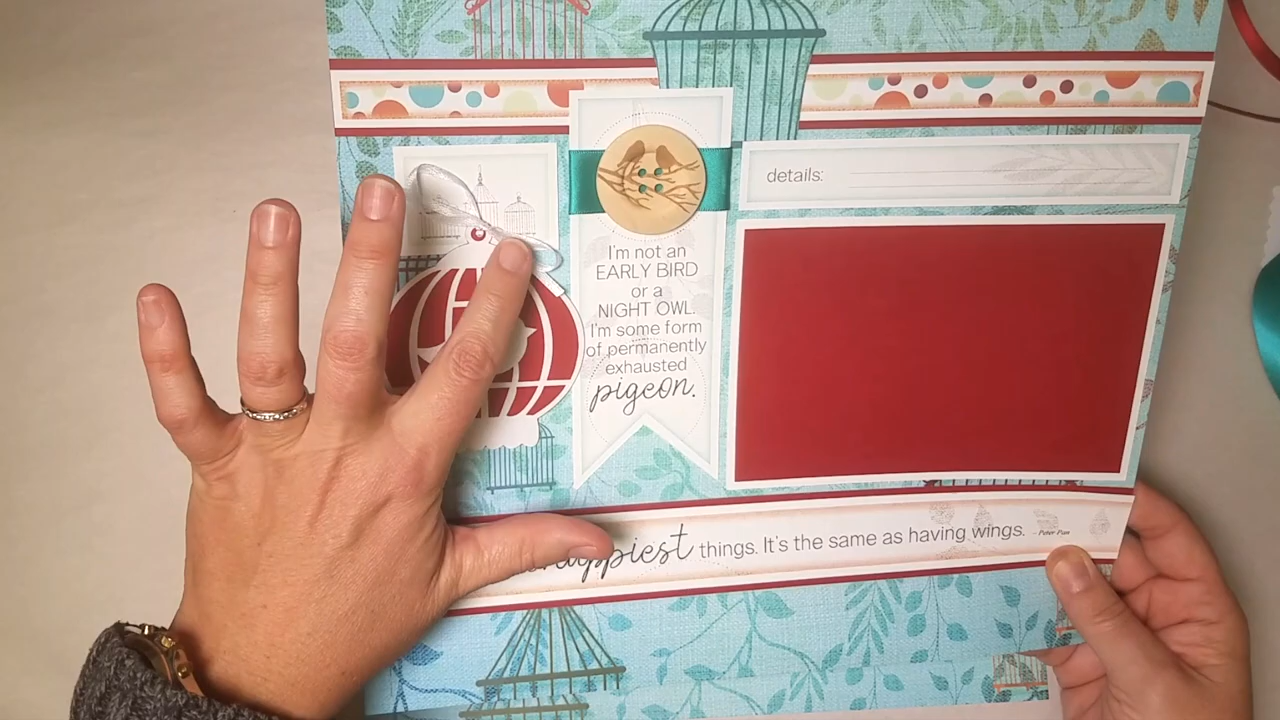 details:
I'm not an
EARLY BIRD
or a
NIGHT OWL.
I'm some form
of permanently
exhausted
pigeon.
happiest things. It's the same as having wings. - Peter Pan